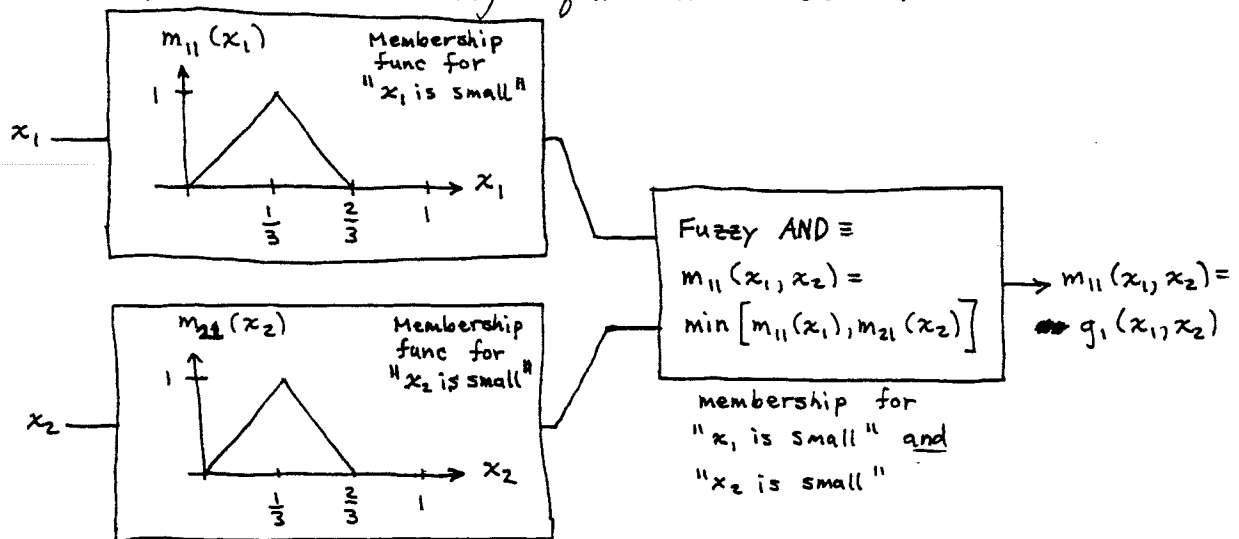 m₁₁(x₁)
Membership
func for
"x₁ is small"
1
x₁
x₁
1/3
2/3
1
m₂₁(x₂)
Membership
func for
"x₂ is small"
1
x₂
x₂
1/3
2/3
1
Fuzzy AND ≡
m₁₁(x₁, x₂) =
min[m₁₁(x₁), m₂₁(x₂)]
m₁₁(x₁, x₂) =
g₁(x₁, x₂)
membership for
"x₁ is small" and
"x₂ is small"